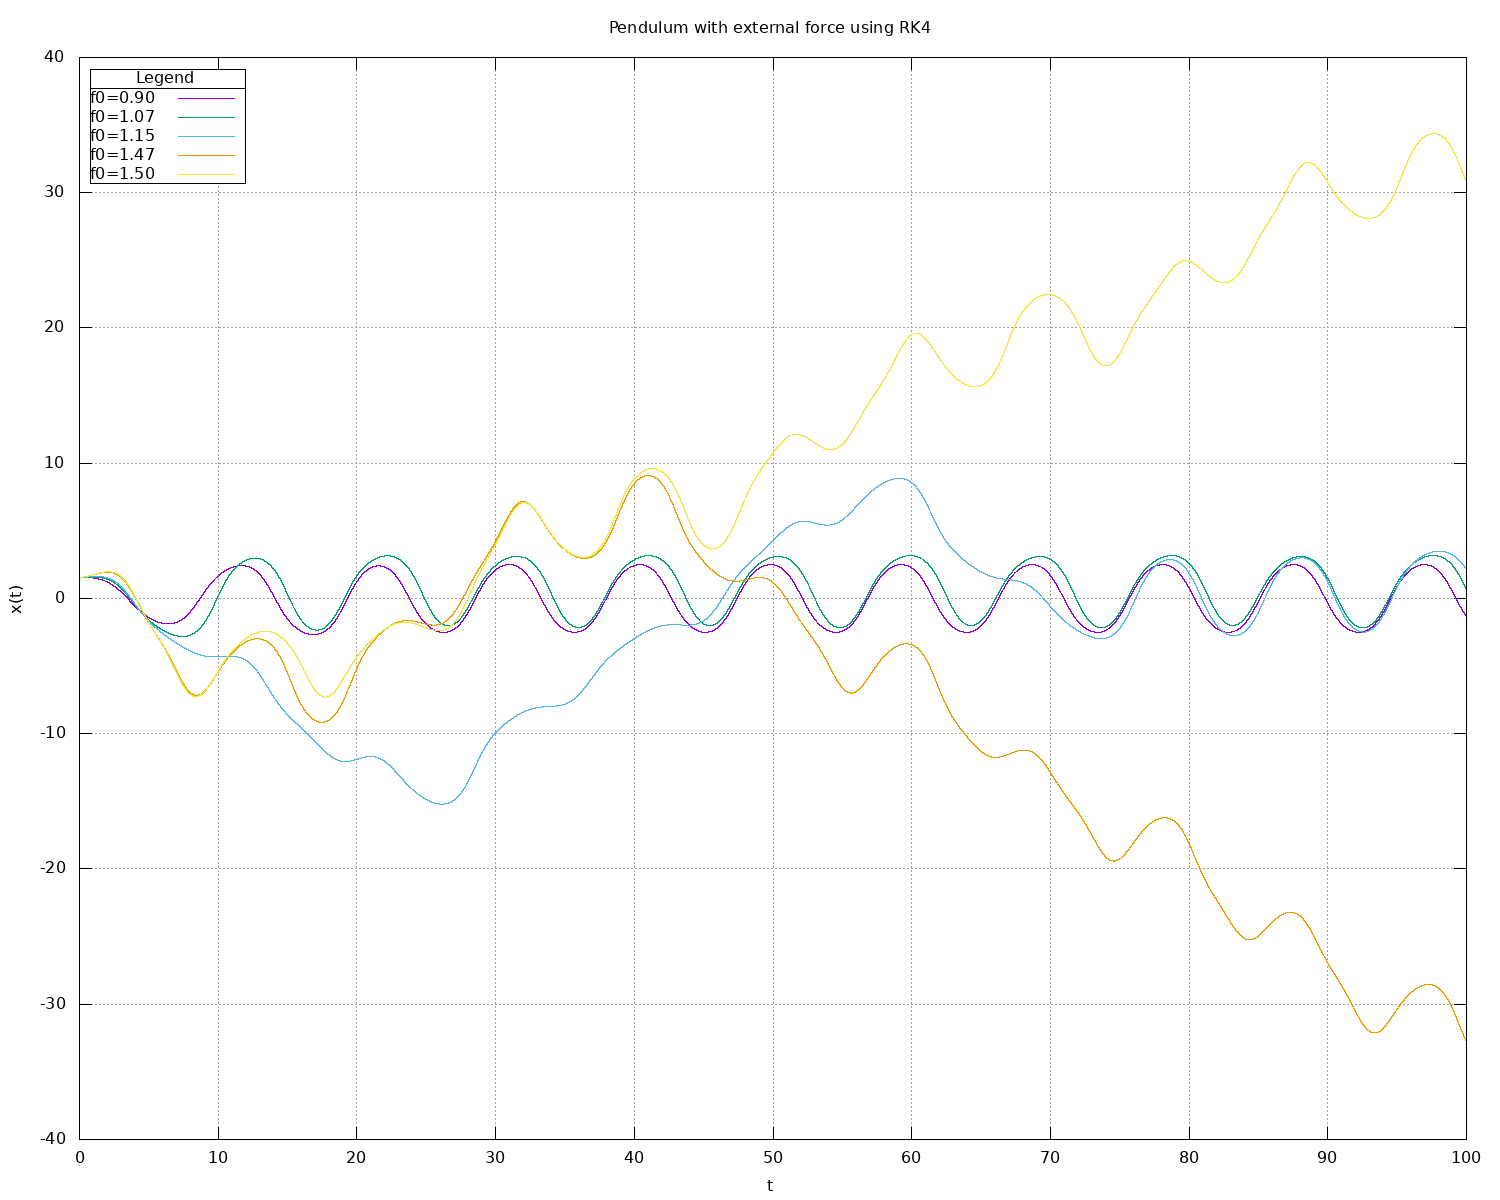 Pendulum with external force using RK4
40
Legend
f0=0.90
f0=1.07
f0=1.15
f0=1.47
f0=1.50
30
20
10
x(t)
0
-10
-20
-30
-40
0 10 20 30 40 50 60 70 80 90 100
t